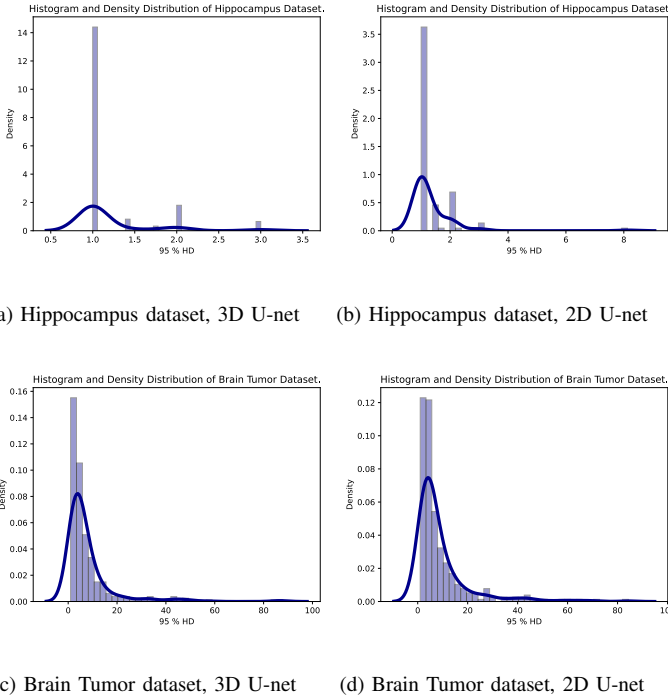 Histogram and Density Distribution of Hippocampus Dataset.
14
12
10
8
6
4
2
0
Density
0.5 1.0 1.5 2.0 2.5 3.0 3.5
95 % HD
a) Hippocampus dataset, 3D U-net
Histogram and Density Distribution of Hippocampus Dataset
3.5
3.0
2.5
2.0
1.5
1.0
0.5
0.0
Density
0 2 4 6 8
95 % HD
(b) Hippocampus dataset, 2D U-net
Histogram and Density Distribution of Brain Tumor Dataset.
0.16
0.14
0.12
0.10
0.08
0.06
0.04
0.02
0.00
Density
0 20 40 60 80 100
95 % HD
c) Brain Tumor dataset, 3D U-net
Histogram and Density Distribution of Brain Tumor Dataset.
0.12
0.10
0.08
0.06
0.04
0.02
0.00
Density
0 20 40 60 80 10
95 % HD
(d) Brain Tumor dataset, 2D U-net